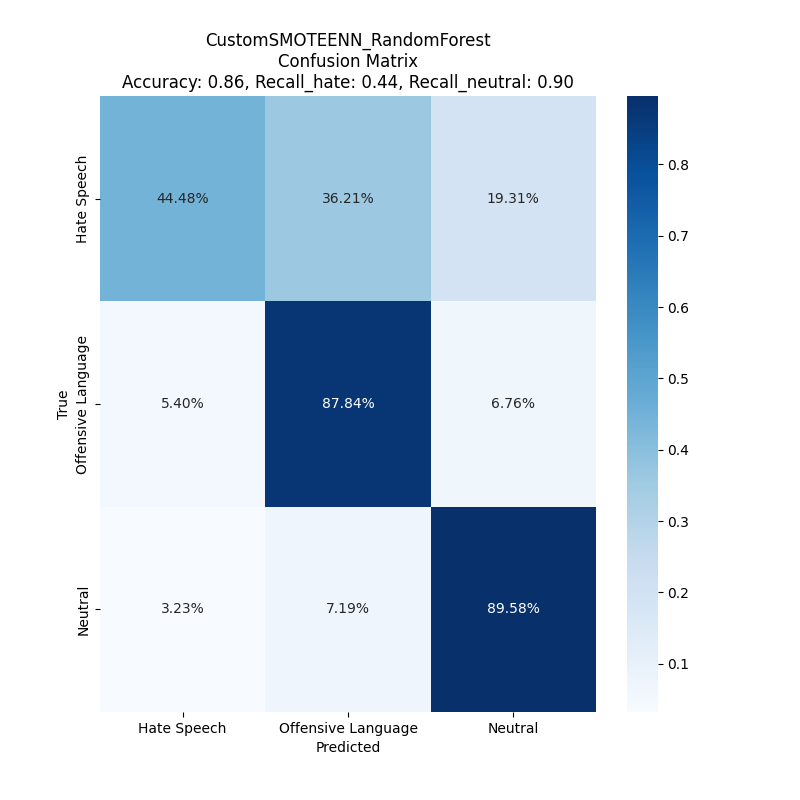 CustomSMOTEENN_RandomForest
Confusion Matrix
Accuracy: 0.86, Recall_hate: 0.44, Recall_neutral: 0.90
True
Hate Speech
44.48%
36.21%
19.31%
Offensive Language
5.40%
87.84%
6.76%
Neutral
3.23%
7.19%
89.58%
Hate Speech
Offensive Language
Neutral
Predicted
0.8
0.7
0.6
0.5
0.4
0.3
0.2
0.1